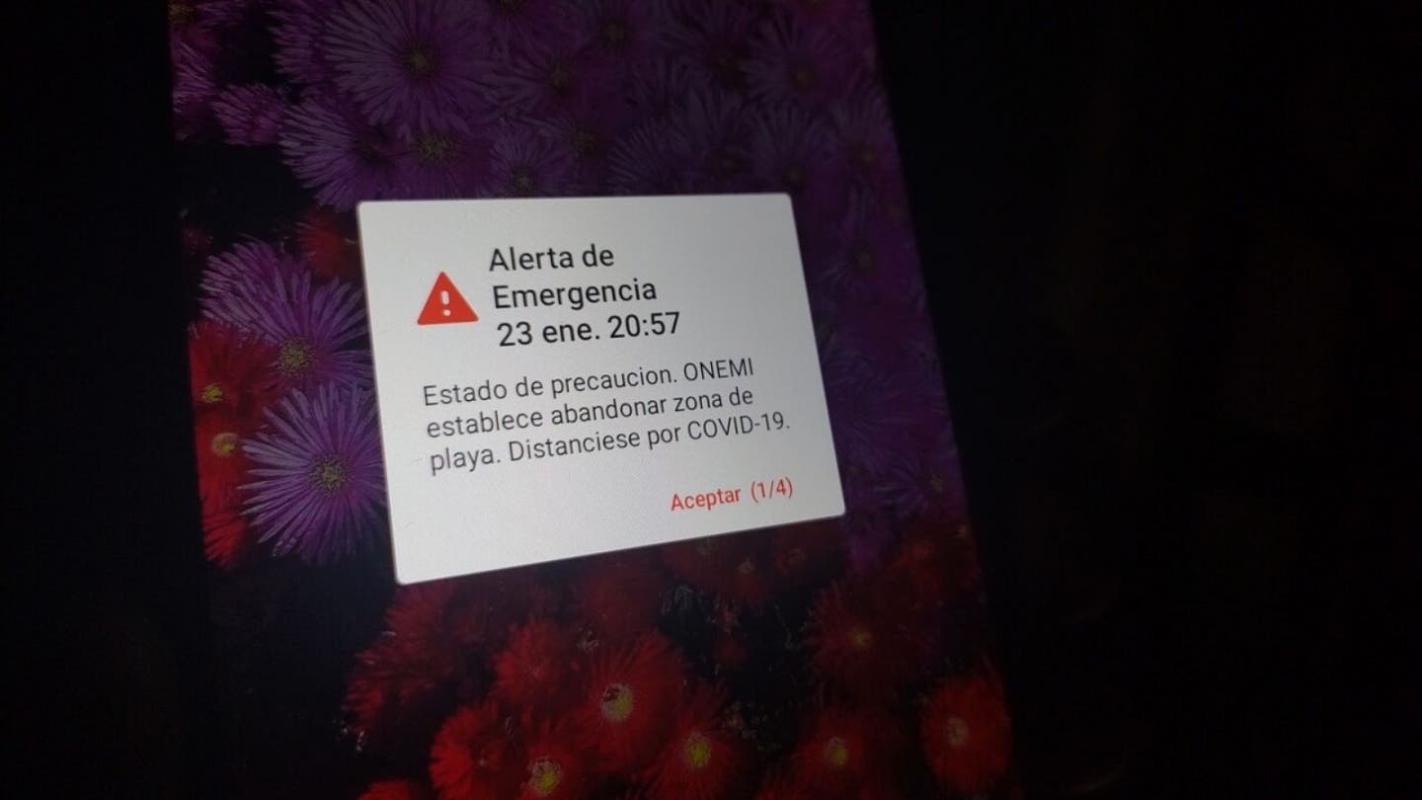 Alerta de
Emergencia
23 ene. 20:57
Estado de precaucion. ONEMI
establece abandonar zona de
playa. Distanciese por COVID-19.
Aceptar (1/4)